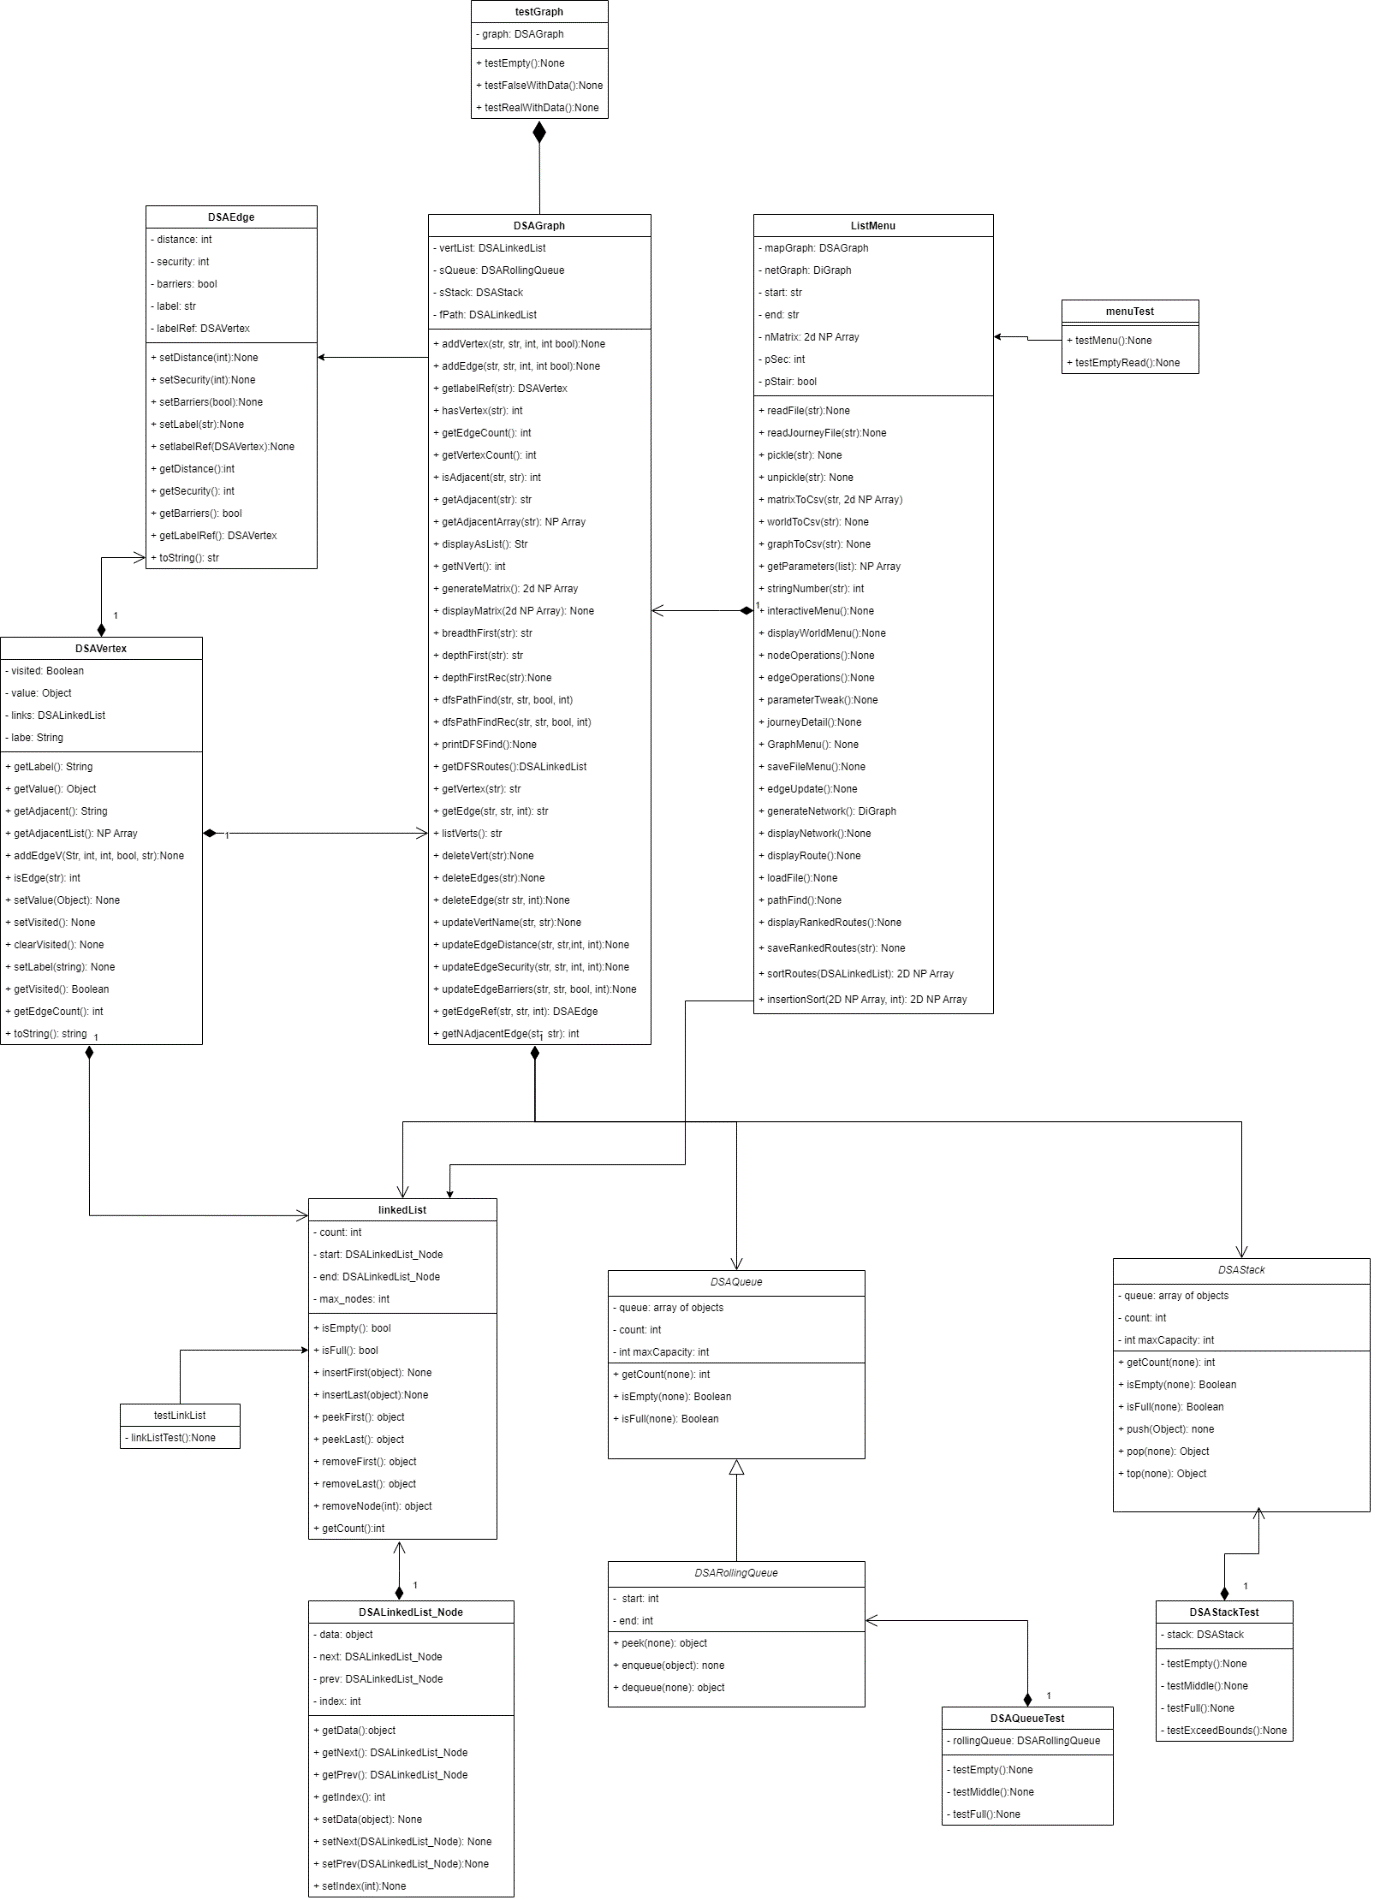 testGraph
- graph: DSAGraph
+ testEmpty():None
+ testFalseWithData():None
+ testRealWithData():None
DSAEdge
- distance: int
- security: int
- barriers: bool
- label: str
- labelRef: DSAVertex
+ setDistance(int):None
+ setSecurity(int):None
+ setBarriers(bool):None
+ setLabel(str):None
+ setlabelRef(DSAVertex):None
+ getDistance():int
+ getSecurity(): int
+ getBarriers(): bool
+ getLabelRef(): DSAVertex
+ toString(): str
1
DSAGraph
- vertList: DSALinkedList
- sQueue: DSARollingQueue
- sStack: DSAStack
- fPath: DSALinkedList
+ addVertex(str, str, int, int bool):None
+ addEdge(str, str, int, int bool):None
+ getlabelRef(str): DSAVertex
+ hasVertex(str): int
+ getEdgeCount(): int
+ getVertexCount(): int
+ isAdjacent(str, str): int
+ getAdjacent(str): str
+ getAdjacentArray(str): NP Array
+ displayAsList(): Str
+ getNVert(): int
+ generateMatrix(): 2d NP Array
+ displayMatrix(2d NP Array): None
+ breadthFirst(str): str
+ depthFirst(str): str
+ depthFirstRec(str):None
+ dfsPathFind(str, str, bool, int)
+ dfsPathFindRec(str, str, bool, int)
+ printDFSFind():None
+ getDFSRoutes():DSALinkedList
+ getVertex(str): str
+ getEdge(str, str, int): str
+ listVerts(): str
+ deleteVert(str):None
+ deleteEdges(str):None
+ deleteEdge(str str, int):None
+ updateVertName(str, str):None
+ updateEdgeDistance(str, str,int, int):None
+ updateEdgeSecurity(str, str, int, int):None
+ updateEdgeBarriers(str, str, bool, int):None
+ getEdgeRef(str, str, int): DSAEdge
+ getNAdjacentEdge(str, str): int
1
ListMenu
- mapGraph: DSAGraph
- netGraph: DiGraph
- start: str
- end: str
- nMatrix: 2d NP Array
- pSec: int
- pStair: bool
+ readFile(str):None
+ readJourneyFile(str):None
+ pickle(str): None
+ unpickle(str): None
+ matrixToCsv(str, 2d NP Array)
+ worldToCsv(str): None
+ graphToCsv(str): None
+ getParameters(list): NP Array
+ stringNumber(str): int
1
+ interactiveMenu():None
+ displayWorldMenu():None
+ nodeOperations():None
+ edgeOperations():None
+ parameterTweak():None
+ journeyDetail():None
+ GraphMenu(): None
+ saveFileMenu():None
+ edgeUpdate():None
+ generateNetwork(): DiGraph
+ displayNetwork():None
+ displayRoute():None
+ loadFile():None
+ pathFind():None
+ displayRankedRoutes():None
+ saveRankedRoutes(str): None
+ sortRoutes(DSALinkedList): 2D NP Array
+ insertionSort(2D NP Array, int): 2D NP Array
menuTest
+ testMenu():None
+ testEmptyRead():None
DSAVertex
- visited: Boolean
- value: Object
- links: DSALinkedList
- labe: String
+ getLabel(): String
+ getValue(): Object
+ getAdjacent(): String
+ getAdjacentList(): NP Array
+ addEdgeV(Str, int, int, bool, str):None
+ isEdge(str): int
+ setValue(Object): None
+ setVisited(): None
+ clearVisited(): None
+ setLabel(string): None
+ getVisited(): Boolean
+ getEdgeCount(): int
+ toString(): string
1
1
linkedList
- count: int
- start: DSALinkedList_Node
- end: DSALinkedList_Node
- max_nodes: int
+ isEmpty(): bool
+ isFull(): bool
+ insertFirst(object): None
+ insertLast(object):None
+ peekFirst(): object
+ peekLast(): object
+ removeFirst(): object
+ removeLast(): object
+ removeNode(int): object
+ getCount():int
testLinkList
- linkListTest():None
1
DSALinkedList_Node
- data: object
- next: DSALinkedList_Node
- prev: DSALinkedList_Node
- index: int
+ getData():object
+ getNext(): DSALinkedList_Node
+ getPrev(): DSALinkedList_Node
+ getIndex(): int
+ setData(object): None
+ setNext(DSALinkedList_Node): None
+ setPrev(DSALinkedList_Node):None
+ setIndex(int):None
DSAQueue
- queue: array of objects
- count: int
- int maxCapacity: int
+ getCount(none): int
+ isEmpty(none): Boolean
+ isFull(none): Boolean
DSARollingQueue
- start: int
- end: int
+ peek(none): object
+ enqueue(object): none
+ dequeue(none): object
1
DSAQueueTest
- rollingQueue: DSARollingQueue
- testEmpty():None
- testMiddle():None
- testFull():None
DSAStack
- queue: array of objects
- count: int
- int maxCapacity: int
+ getCount(none): int
+ isEmpty(none): Boolean
+ isFull(none): Boolean
+ push(Object): none
+ pop(none): Object
+ top(none): Object
1
DSAStackTest
- stack: DSAStack
- testEmpty():None
- testMiddle():None
- testFull():None
- testExceedBounds():None